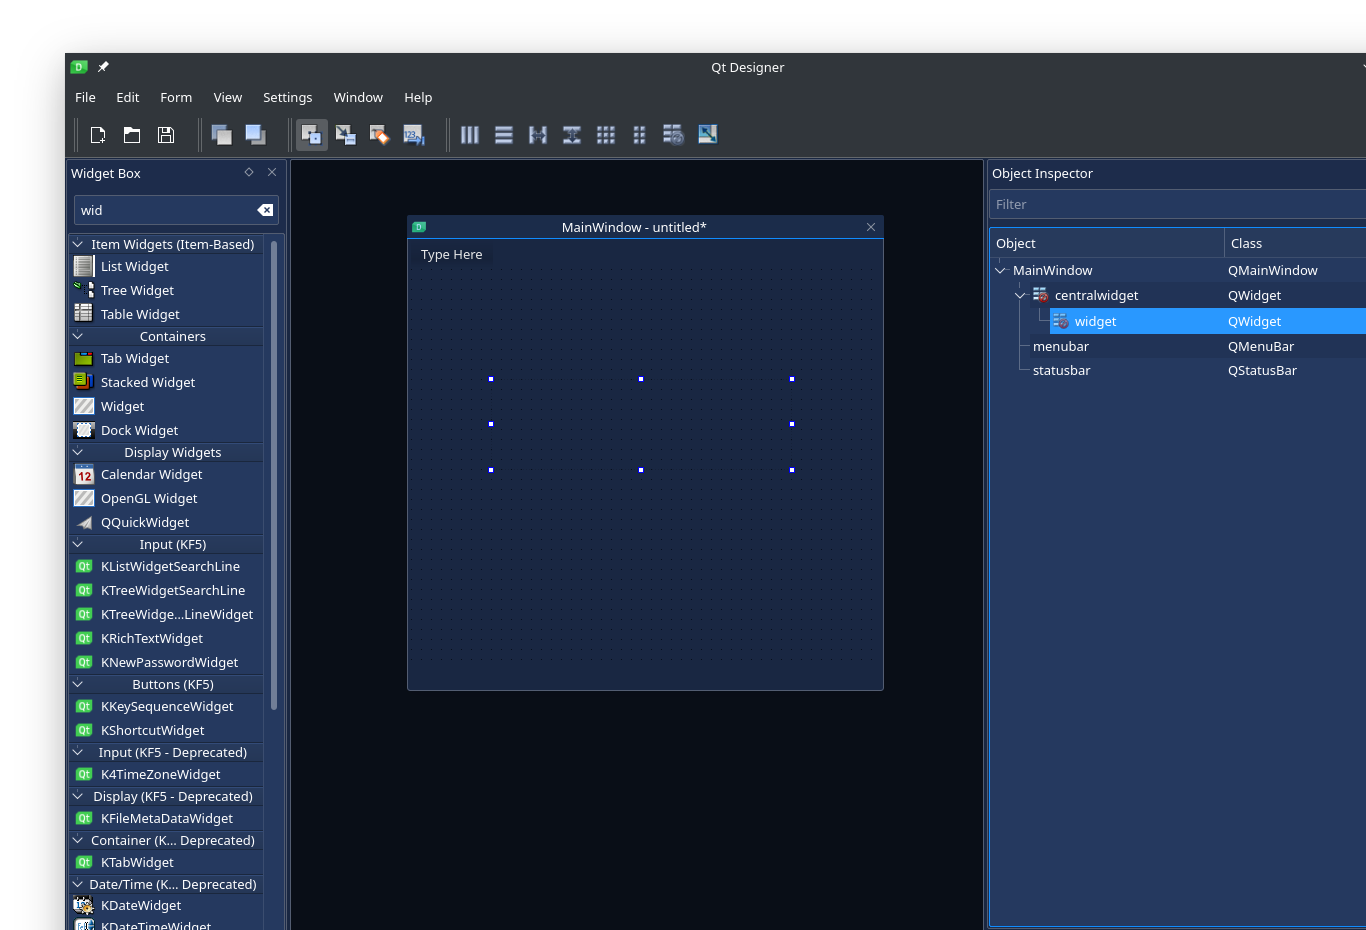 Qt Designer
File Edit Form View Settings Window Help
Widget Box
wid
Item Widgets (Item-Based)
List Widget
Tree Widget
Table Widget
Containers
Tab Widget
Stacked Widget
Widget
Dock Widget
Display Widgets
Calendar Widget
OpenGL Widget
QQuickWidget
Input (KF5)
KListWidgetSearchLine
KTreeWidgetSearchLine
KTreeWidge...LineWidget
KRichTextWidget
KNewPasswordWidget
Buttons (KF5)
KKeySequenceWidget
KShortcutWidget
Input (KF5 - Deprecated)
K4TimeZoneWidget
Display (KF5 - Deprecated)
KFileMetaDataWidget
Container (K... Deprecated)
KTabWidget
Date/Time (K... Deprecated)
KDateWidget
KDateTimeWidget
MainWindow - untitled*
Type Here
Object Inspector
Filter
Object Class
MainWindow QMainWindow
centralwidget QWidget
widget QWidget
menubar QMenuBar
statusbar QStatusBar